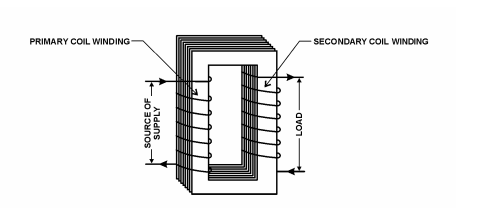 PRIMARY COIL WINDING
SECONDARY COIL WINDING
SOURCE OF
SUPPLY
LOAD